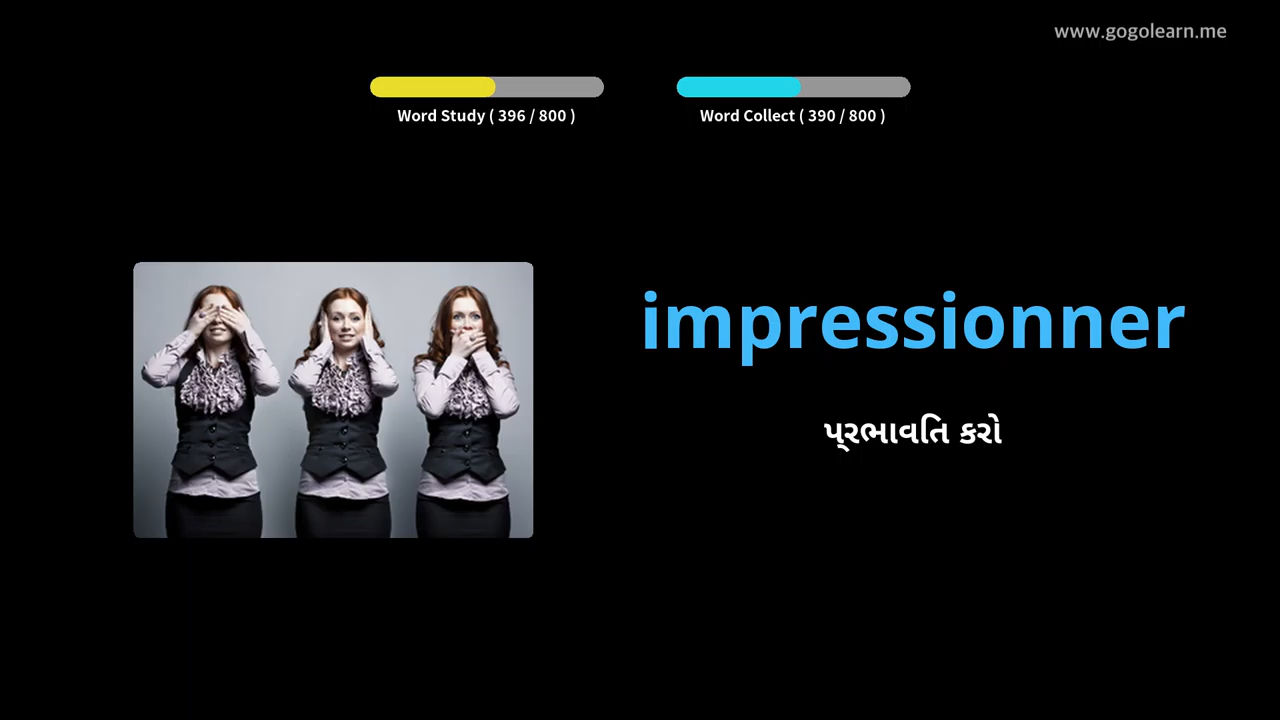 www.gogolearn.me
Word Study ( 396 / 800 )
Word Collect ( 390 / 800 )
impressionner
પ્રભાવતિ કરો